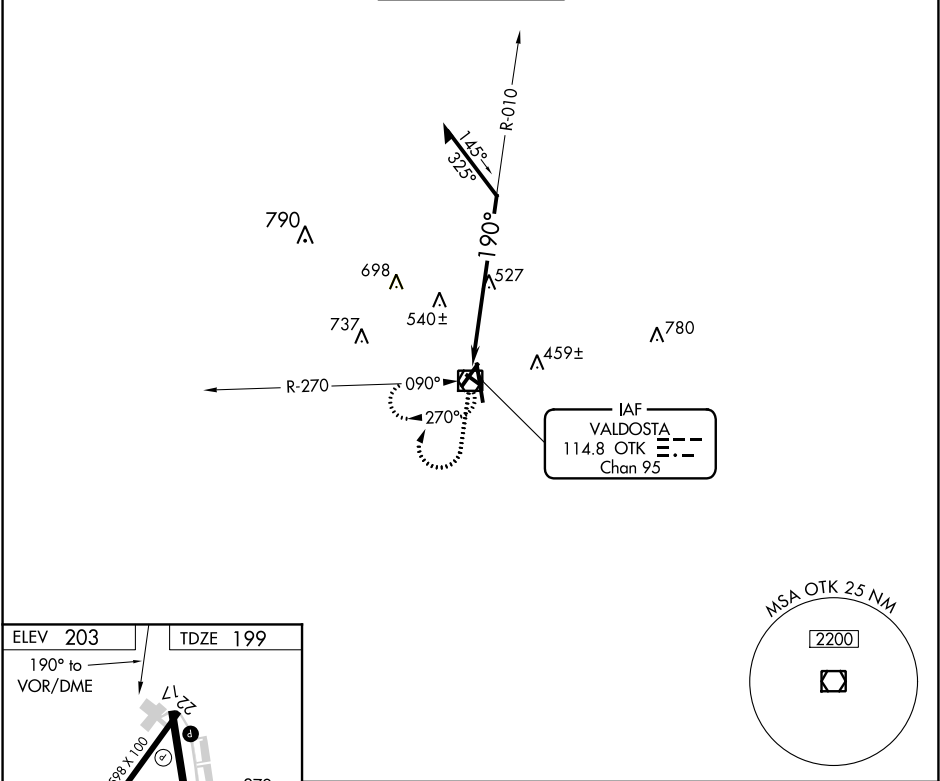 R-010
145°
325°
190°
790
698
527
540±
737
780
459±
R-270
090°
270°
IAF
VALDOSTA
114.8 OTK
Chan 95
MSA OTK 25 NM
2200
ELEV 203
TDZE 199
190° to
VOR/DME
22
17
P
P
X 100